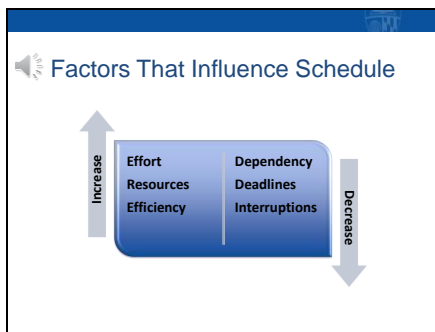 Factors That Influence Schedule
Increase
Effort
Resources
Efficiency
Dependency
Deadlines
Interruptions
Decrease